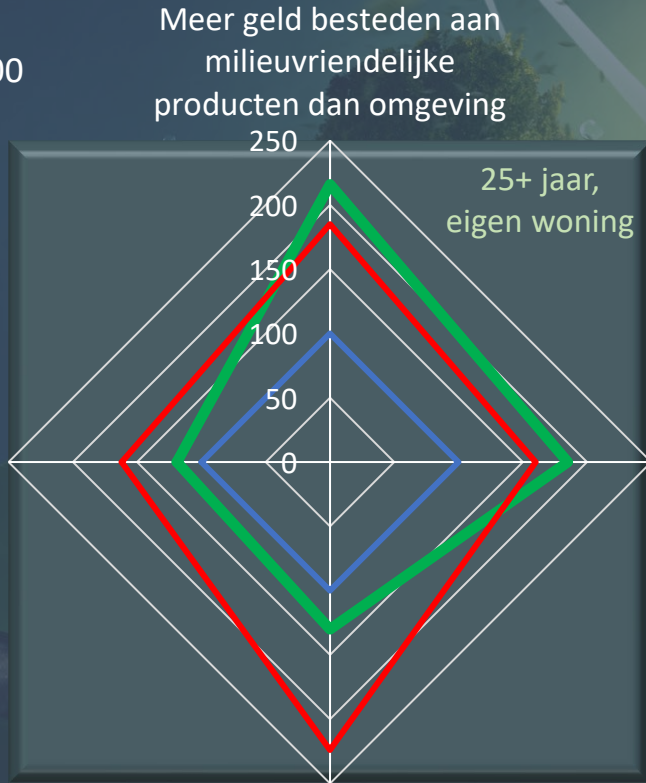 Meer geld besteden aan
milieuvriendelijke
producten dan omgeving
00
250
25+ jaar,
eigen woning
200
150
100
50
0